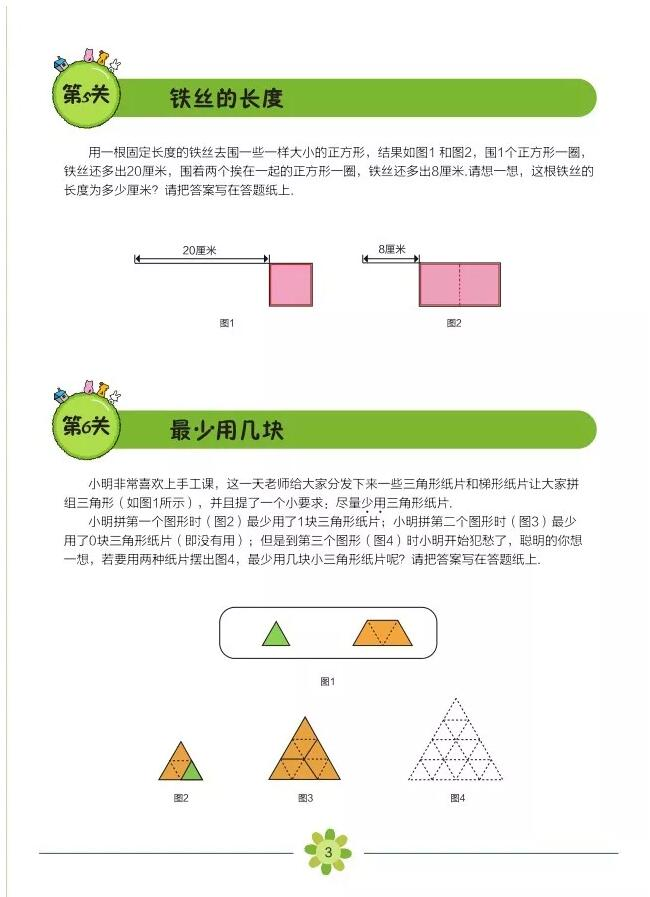 第5关
铁丝的长度
用一根固定长度的铁丝去围一些一样大小的正方形，结果如图1和图2，围1个正方形一圈，
铁丝还多出20厘米，围着两个挨在一起的正方形一圈，铁丝还多出8厘米.请想一想，这根铁丝的
长度为多少厘米？请把答案写在答题纸上.
20厘米
8厘米
图1
图2
第6关
最少用几块
小明非常喜欢上手工课，这一天老师给大家分发下来一些三角形纸片和梯形纸片让大家拼
组三角形（如图1所示），并且提了一个小要求：尽量少用三角形纸片.
小明拼第一个图形时（图2）最少用了1块三角形纸片；小明拼第二个图形时（图3）最少
用了0块三角形纸片（即没有用）；但是到第三个图形（图4）时小明开始犯愁了，聪明的你想
一想，若要用两种纸片摆出图4，最少用几块小三角形纸片呢？请把答案写在答题纸上.
图1
图2
图3
图4
3